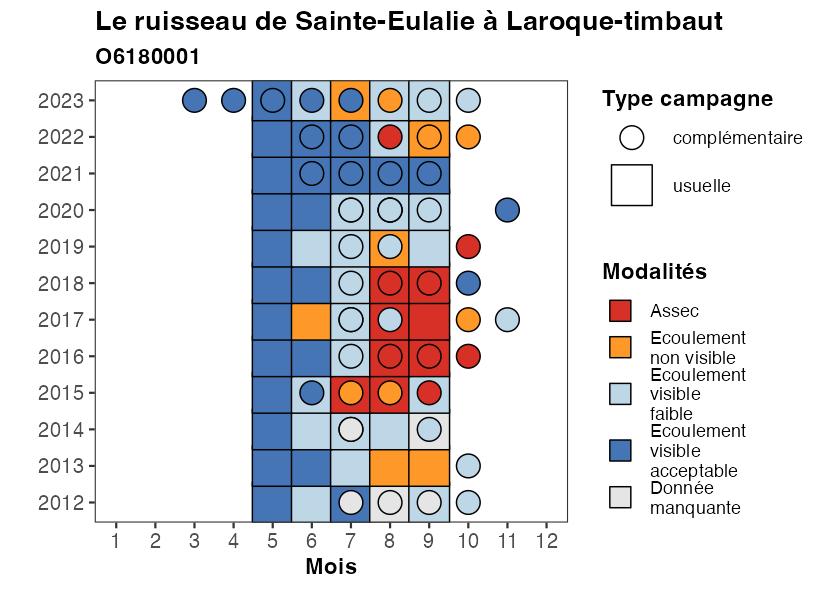 Le ruisseau de Sainte-Eulalie à Laroque-timbaut
O6180001
2023
2022
2021
2020
2019
2018
2017
2016
2015
2014
2013
2012
1 2 3 4 5 6 7 8 9 10 11 12
Mois
Type campagne
complémentaire
usuelle
Modalités
Assec
Ecoulement
non visible
Ecoulement
visible
faible
Ecoulement
visible
acceptable
Donnée
manquante